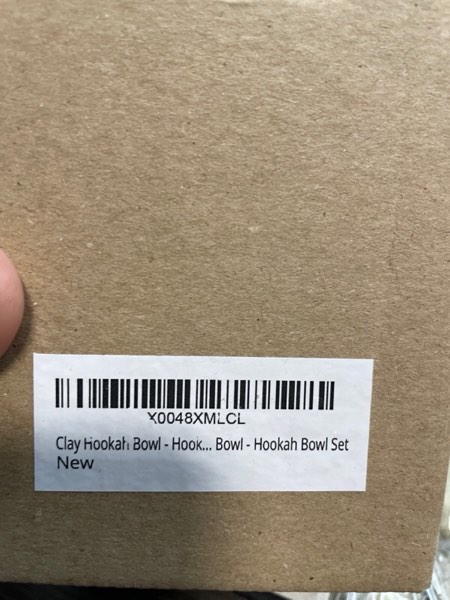 X0048XMLCL
Clay Hookah Bowl - Hook... Bowl - Hookah Bowl Set
New